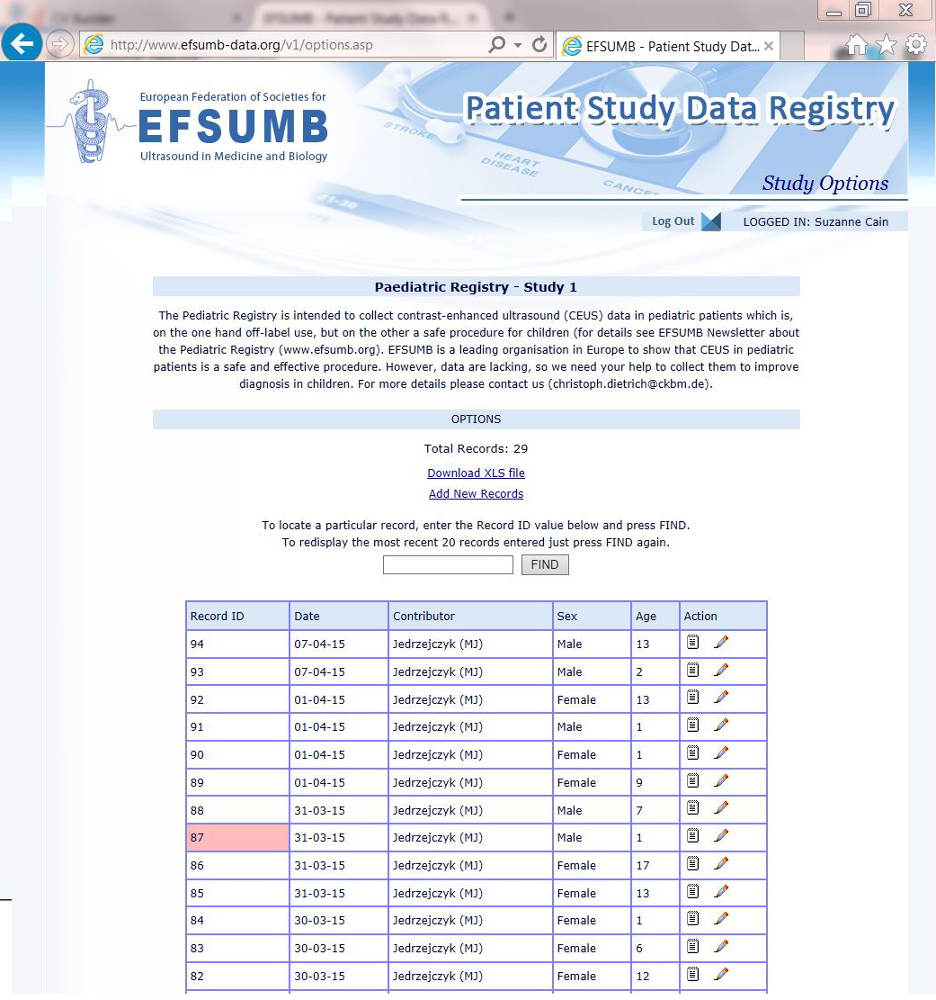 EFSUMB - Patient Study Data R...
http://www.efsumb-data.org/v1/options.asp
EFSUMB - Patient Study Dat...
European Federation of Societies for
EFSUMB
Ultrasound in Medicine and Biology
Patient Study Data Registry
STROKE
HEART
DISEASE
CANCER
Study Options
Log Out
LOGGED IN: Suzanne Cain
Paediatric Registry - Study 1
The Pediatric Registry is intended to collect contrast-enhanced ultrasound (CEUS) data in pediatric patients which is,
on the one hand off-label use, but on the other a safe procedure for children (for details see EFSUMB Newsletter about
the Pediatric Registry (www.efsumb.org). EFSUMB is a leading organisation in Europe to show that CEUS in pediatric
patients is a safe and effective procedure. However, data are lacking, so we need your help to collect them to improve
diagnosis in children. For more details please contact us (christoph.dietrich@ckbm.de).
OPTIONS
Total Records: 29
Download XLS file
Add New Records
To locate a particular record, enter the Record ID value below and press FIND.
To redisplay the most recent 20 records entered just press FIND again.
FIND
Record ID Date Contributor Sex Age Action
94 07-04-15 Jedrzejczyk (MJ) Male 13
93 07-04-15 Jedrzejczyk (MJ) Male 2
92 01-04-15 Jedrzejczyk (MJ) Female 13
91 01-04-15 Jedrzejczyk (MJ) Male 1
90 01-04-15 Jedrzejczyk (MJ) Female 1
89 01-04-15 Jedrzejczyk (MJ) Female 9
88 31-03-15 Jedrzejczyk (MJ) Male 7
87 31-03-15 Jedrzejczyk (MJ) Male 1
86 31-03-15 Jedrzejczyk (MJ) Female 17
85 31-03-15 Jedrzejczyk (MJ) Female 13
84 30-03-15 Jedrzejczyk (MJ) Female 1
83 30-03-15 Jedrzejczyk (MJ) Female 6
82 30-03-15 Jedrzejczyk (MJ) Female 12